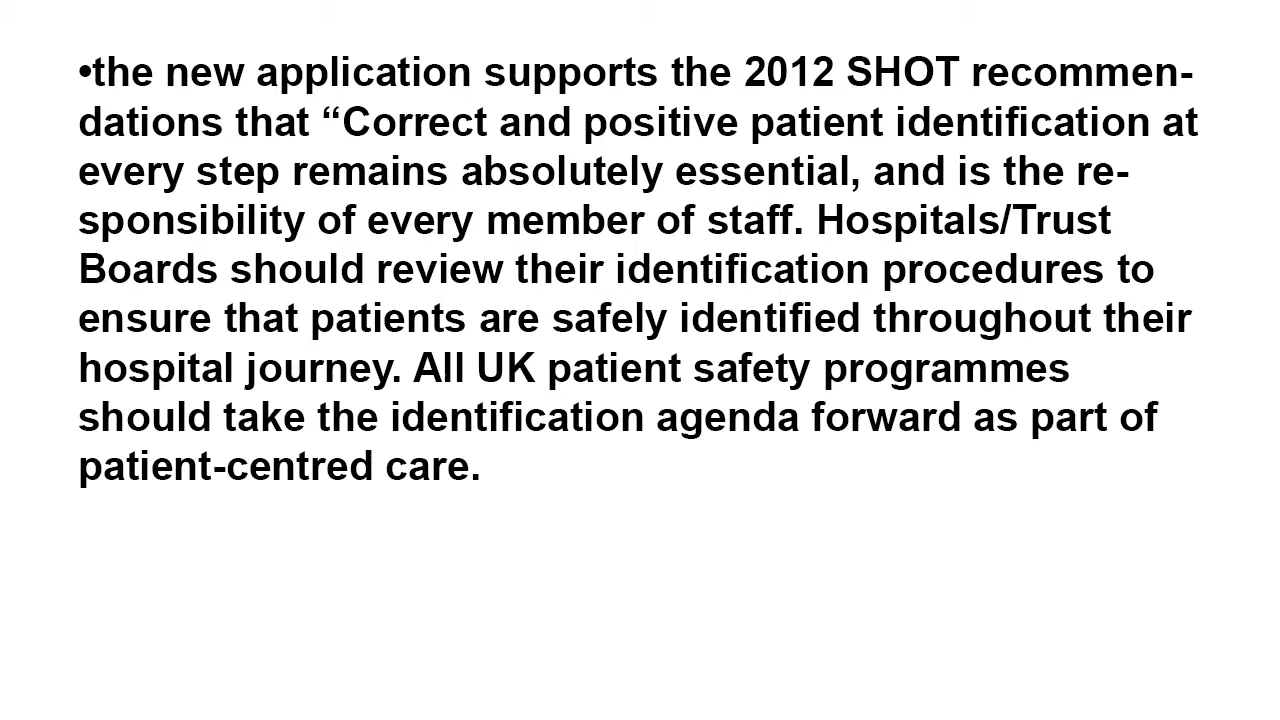 •the new application supports the 2012 SHOT recommen-
dations that “Correct and positive patient identification at
every step remains absolutely essential, and is the re-
sponsibility of every member of staff. Hospitals/Trust
Boards should review their identification procedures to
ensure that patients are safely identified throughout their
hospital journey. All UK patient safety programmes
should take the identification agenda forward as part of
patient-centred care.